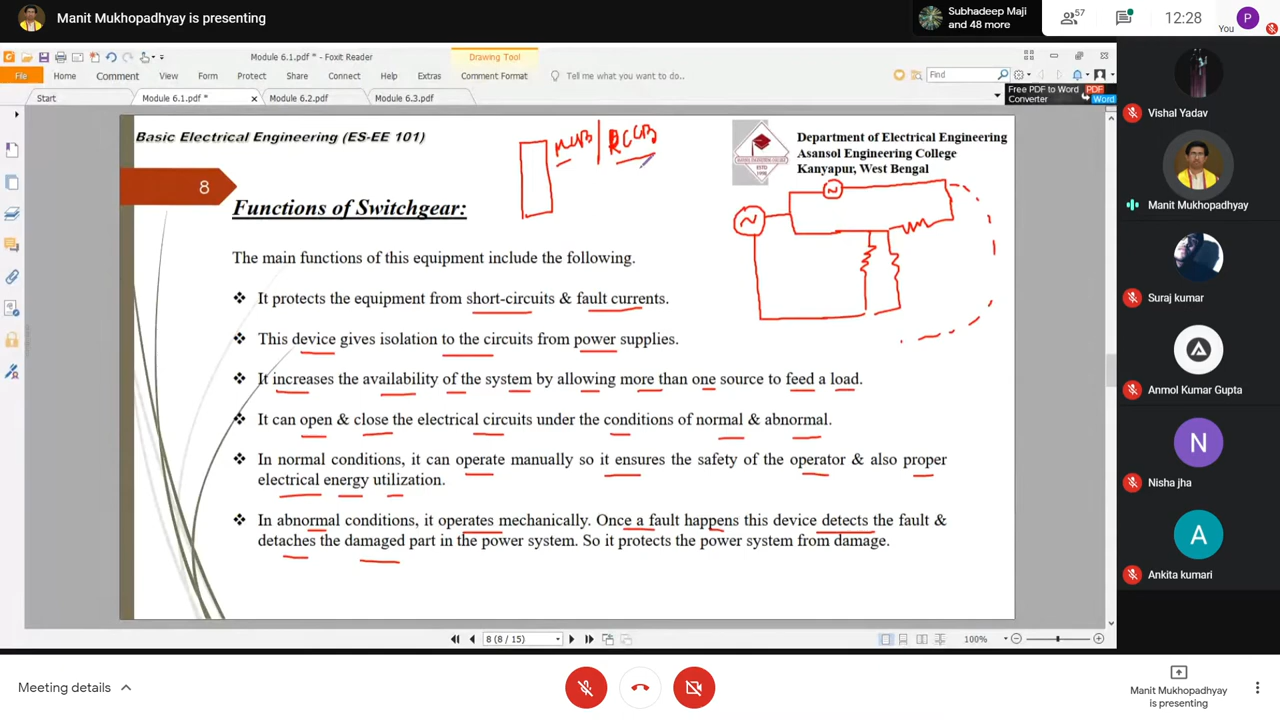 Manit Mukhopadhyay is presenting
Subhadeep Maji
and 48 more
57
12:28
You
P
Module 6.1.pdf * - Foxit Reader
Drawing Tool
File
Home
Comment
View
Form
Protect
Share
Connect
Help
Extras
Comment Format
Tell me what you want to do...
Find
Start
Module 6.1.pdf *
Module 6.2.pdf
Module 6.3.pdf
Free PDF to Word
Converter
PDF
Word
Basic Electrical Engineering (ES-EE 101)
MCB / RCCB
Department of Electrical Engineering
Asansol Engineering College
Kanyapur, West Bengal
8
Functions of Switchgear:
The main functions of this equipment include the following.
❖ It protects the equipment from short-circuits & fault currents.
❖ This device gives isolation to the circuits from power supplies.
❖ It increases the availability of the system by allowing more than one source to feed a load.
❖ It can open & close the electrical circuits under the conditions of normal & abnormal.
❖ In normal conditions, it can operate manually so it ensures the safety of the operator & also proper
electrical energy utilization.
❖ In abnormal conditions, it operates mechanically. Once a fault happens this device detects the fault &
detaches the damaged part in the power system. So it protects the power system from damage.
8 (8 / 15)
100%
Vishal Yadav
Manit Mukhopadhyay
Suraj kumar
Anmol Kumar Gupta
N
Nisha jha
A
Ankita kumari
Meeting details
Manit Mukhopadhyay
is presenting